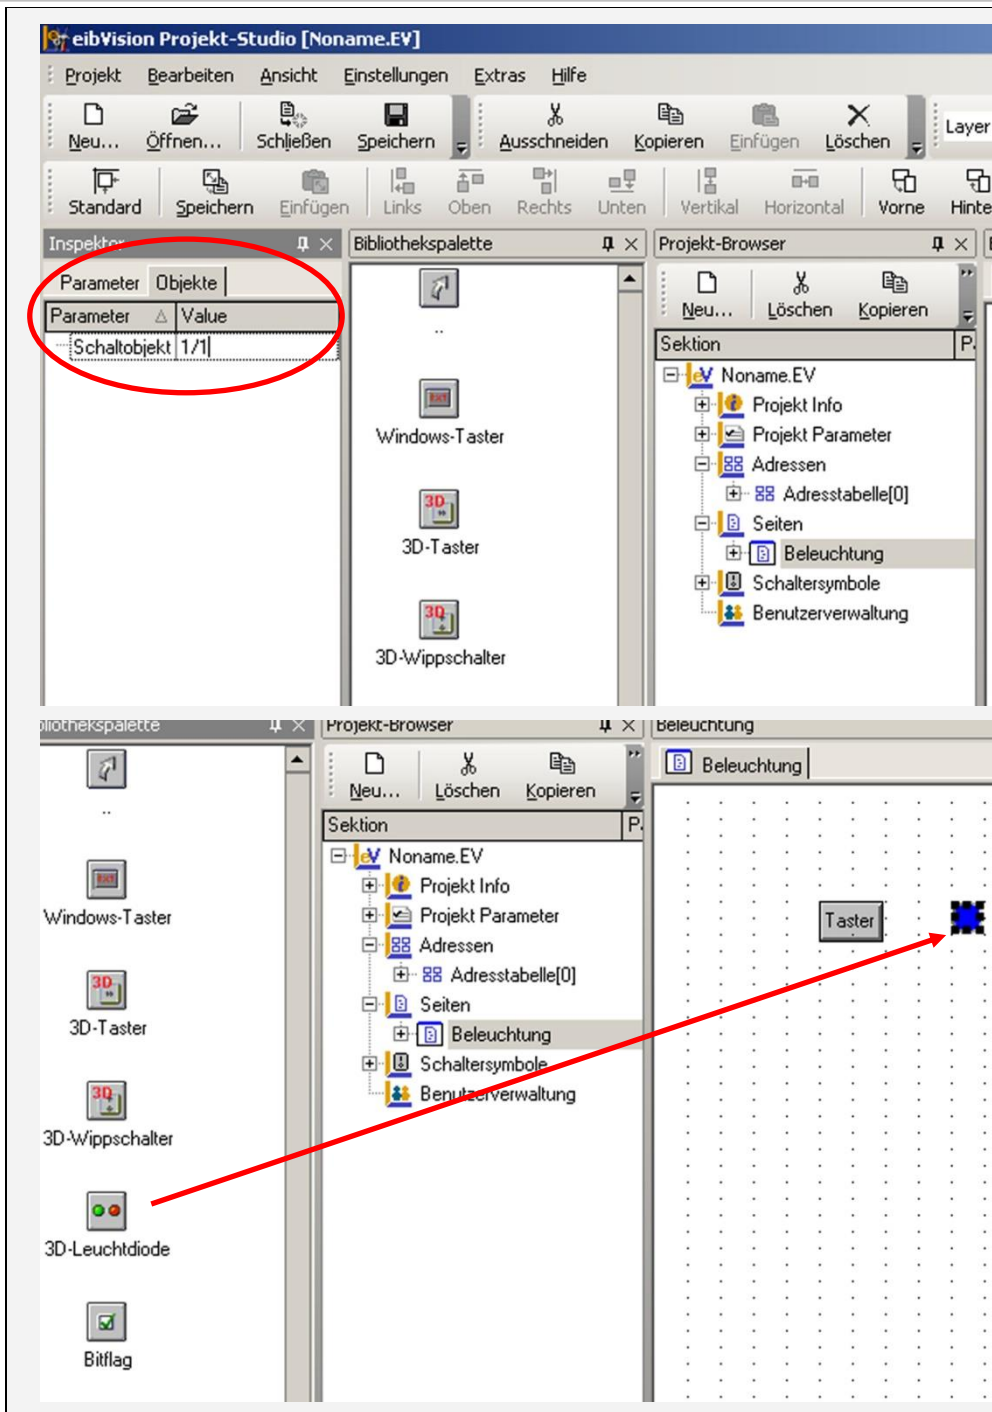 eibVision Projekt-Studio [Noname.EV]
Projekt Bearbeiten Ansicht Einstellungen Extras Hilfe
Neu... Öffnen... Schließen Speichern Ausschneiden Kopieren Einfügen Löschen Layer
Standard Speichern Einfügen Links Oben Rechts Unten Vertikal Horizontal Vorne Hinte
Inspektor Bibliothekspalette Projekt-Browser
Parameter Objekte
Neu... Löschen Kopieren
Parameter Value
Schaltobjekt 1/1
..
Windows-Taster
3D-Taster
3D-Wippschalter
Sektion P.
Noname.EV
Projekt Info
Projekt Parameter
Adressen
Adresstabelle[0]
Seiten
Beleuchtung
Schaltersymbole
Benutzerverwaltung
bliothekspalette Projekt-Browser Beleuchtung
..
Windows-Taster
3D-Taster
3D-Wippschalter
3D-Leuchtdiode
Bitflag
Neu... Löschen Kopieren
Sektion P.
Noname.EV
Projekt Info
Projekt Parameter
Adressen
Adresstabelle[0]
Seiten
Beleuchtung
Schaltersymbole
Benutzerverwaltung
Beleuchtung
Taster